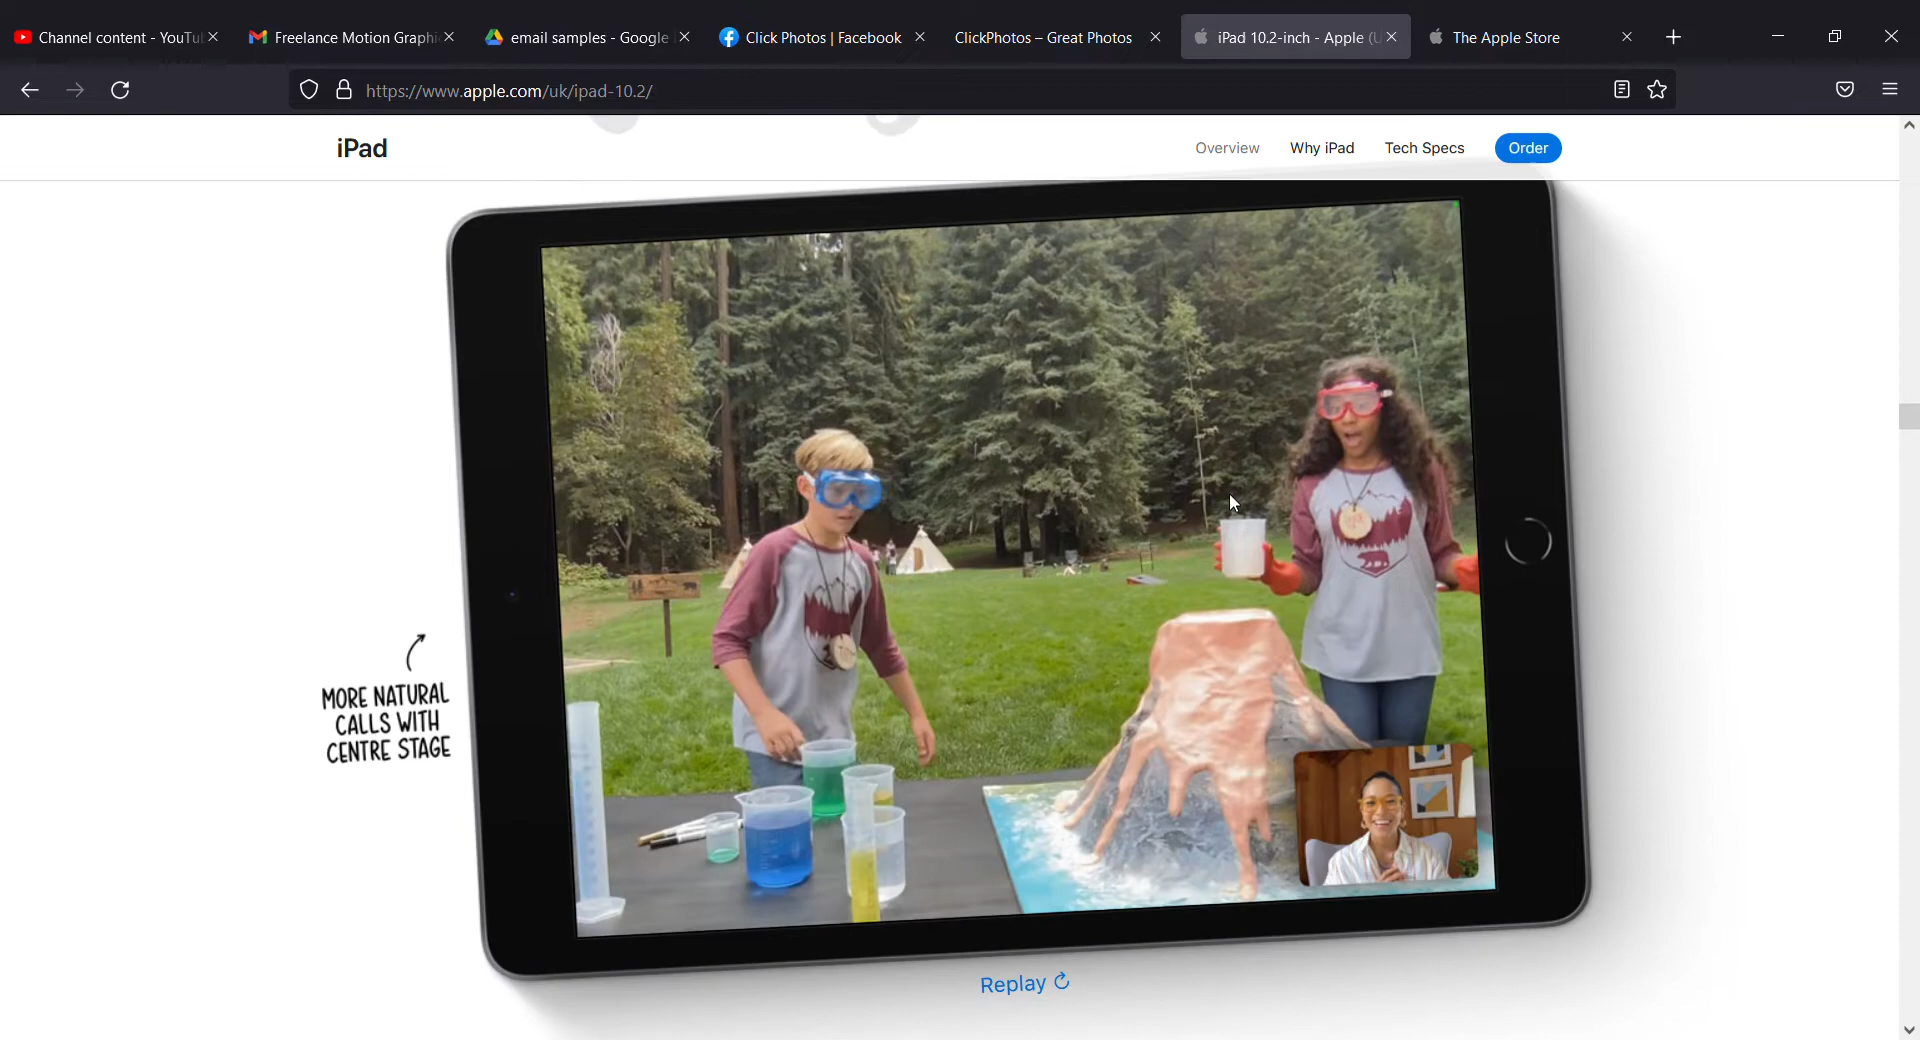 Channel content - YouTu
Freelance Motion Graphi
email samples - Google
Click Photos | Facebook
ClickPhotos – Great Photos
iPad 10.2-inch - Apple (U
The Apple Store
https://www.apple.com/uk/ipad-10.2/
iPad
Overview
Why iPad
Tech Specs
Order
MORE NATURAL
CALLS WITH
CENTRE STAGE
Replay